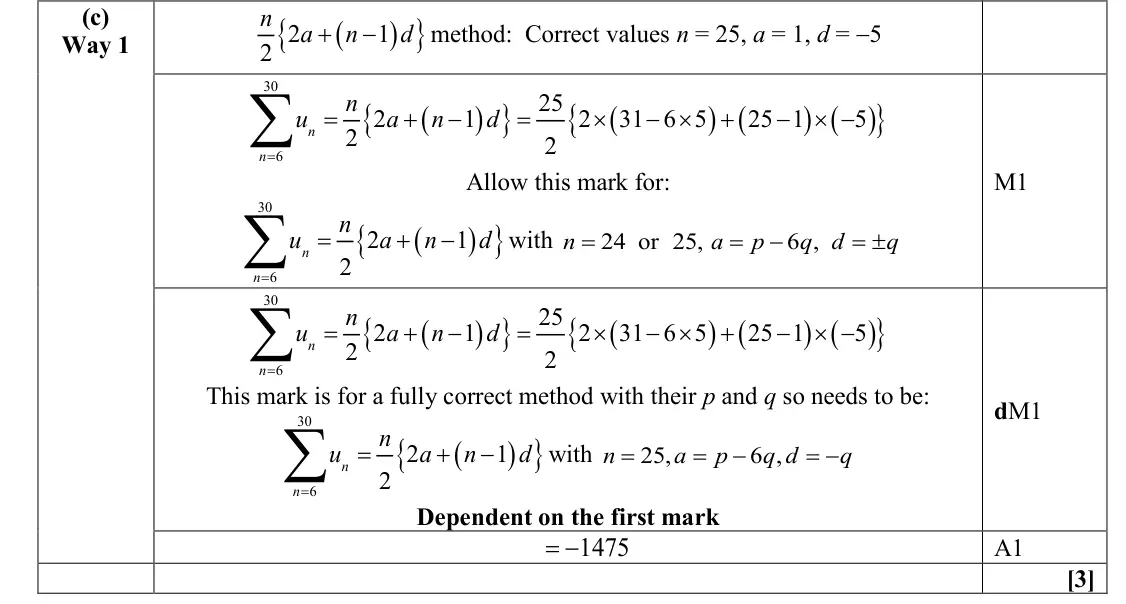 (c)
Way 1
n/2{2a+(n−1)d} method: Correct values n = 25, a = 1, d = –5
∑_{n=6}^{30} u_n = n/2{2a+(n−1)d} = 25/2{2×(31−6×5)+(25−1)×(−5)}
Allow this mark for:
∑_{n=6}^{30} u_n = n/2{2a+(n−1)d} with n = 24 or 25, a = p − 6q, d = ±q
M1
∑_{n=6}^{30} u_n = n/2{2a+(n−1)d} = 25/2{2×(31−6×5)+(25−1)×(−5)}
This mark is for a fully correct method with their p and q so needs to be:
∑_{n=6}^{30} u_n = n/2{2a+(n−1)d} with n = 25, a = p − 6q, d = −q
Dependent on the first mark
dM1
= −1475
A1
[3]